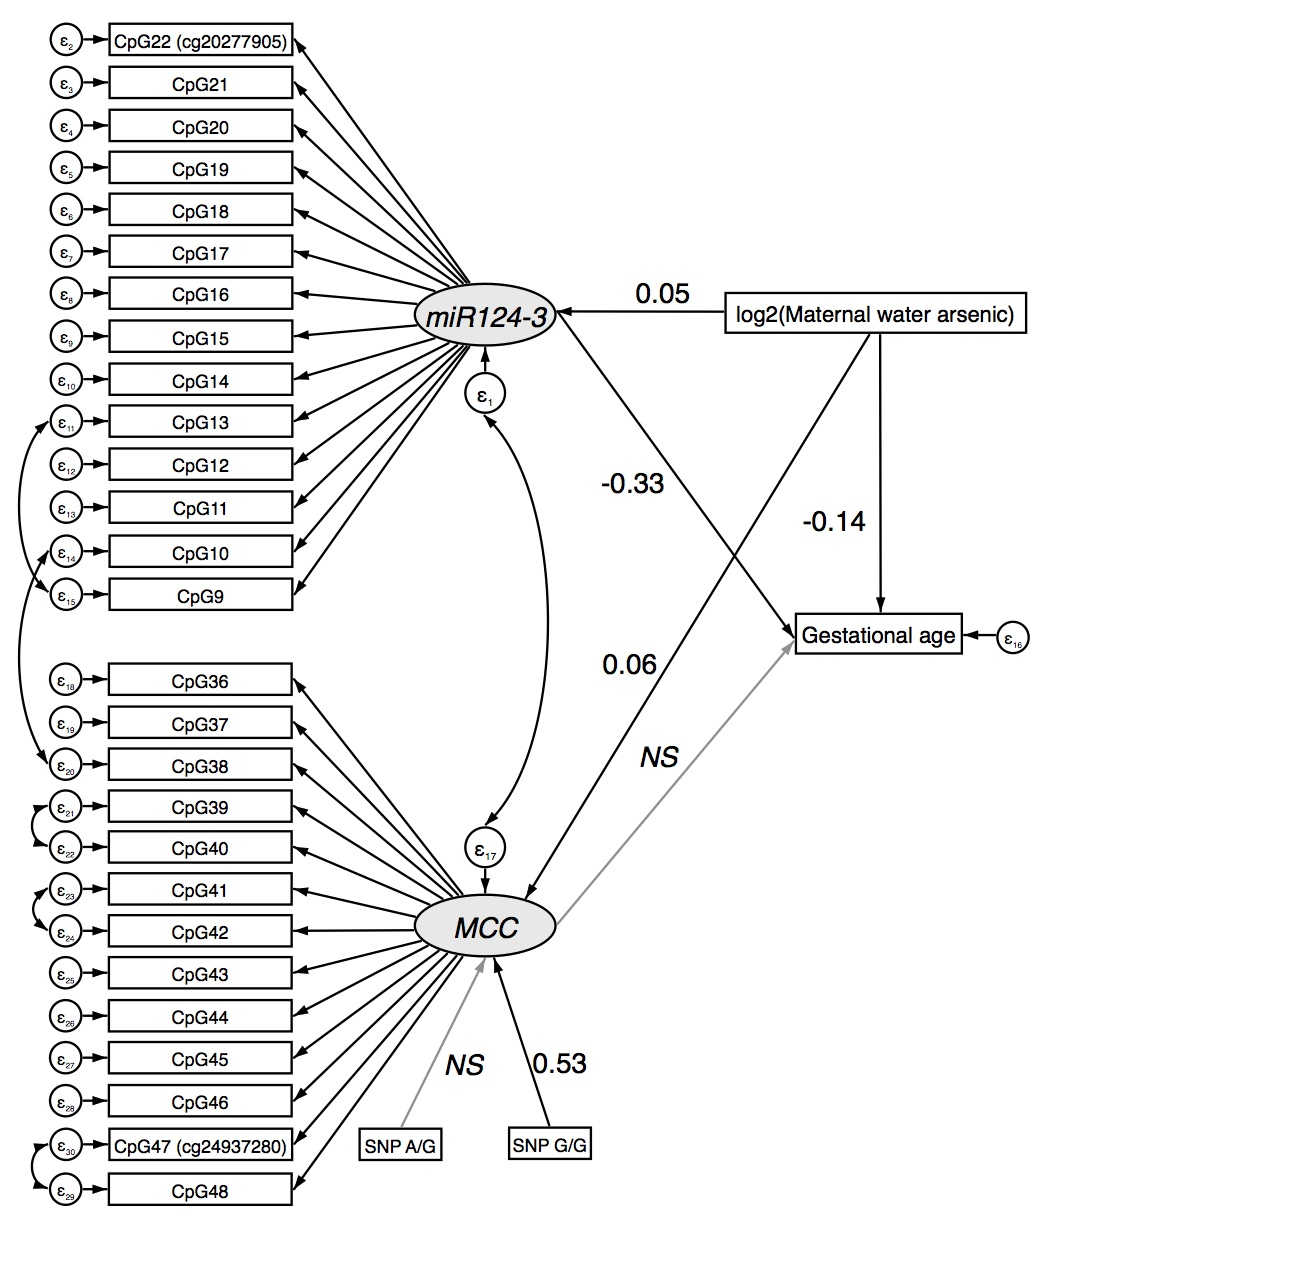 ε2 CpG22 (cg20277905)
ε3 CpG21
ε4 CpG20
ε5 CpG19
ε6 CpG18
ε7 CpG17
ε8 CpG16
ε9 CpG15
ε10 CpG14
ε11 CpG13
ε12 CpG12
ε13 CpG11
ε14 CpG10
ε15 CpG9
miR124-3
ε1
0.05
log2(Maternal water arsenic)
-0.33
-0.14
Gestational age
ε16
0.06
NS
ε18 CpG36
ε19 CpG37
ε20 CpG38
ε21 CpG39
ε22 CpG40
ε23 CpG41
ε24 CpG42
ε25 CpG43
ε26 CpG44
ε27 CpG45
ε28 CpG46
ε30 CpG47 (cg24937280)
ε29 CpG48
ε17
MCC
NS
0.53
SNP A/G
SNP G/G